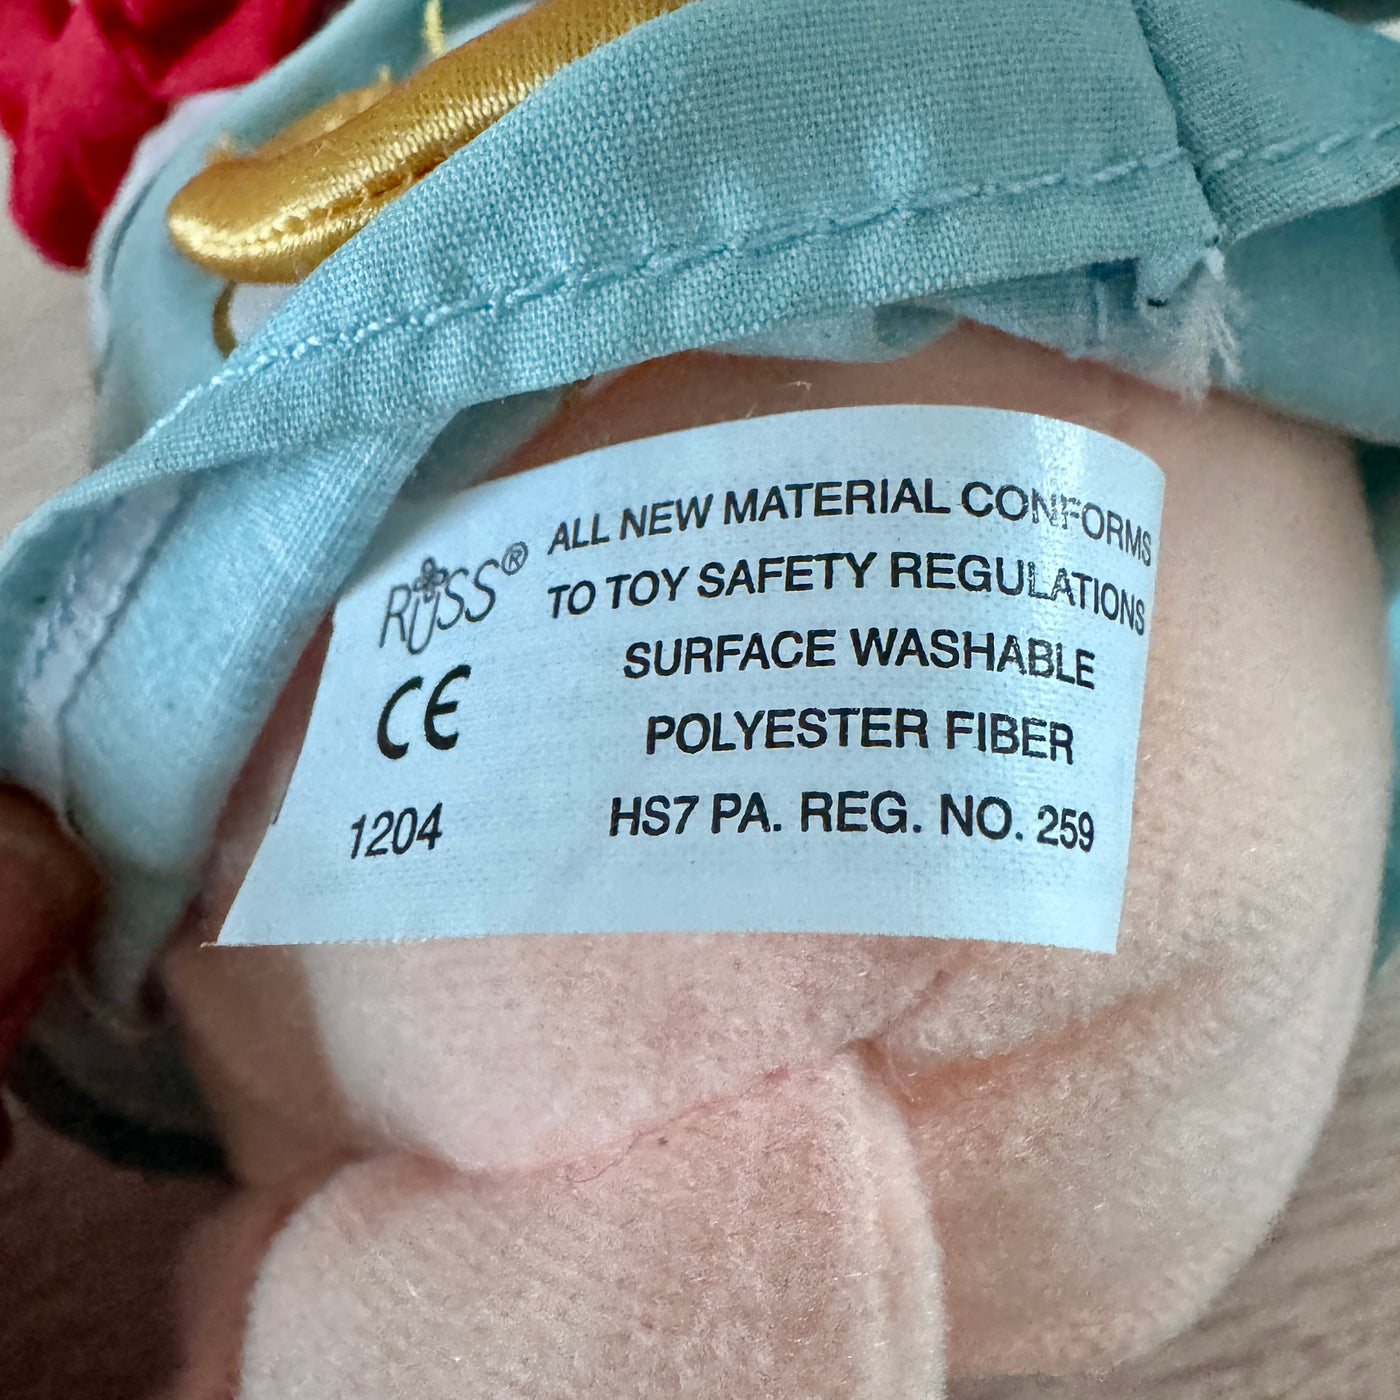 RUSS®
CE
1204
ALL NEW MATERIAL CONFORMS
TO TOY SAFETY REGULATIONS
SURFACE WASHABLE
POLYESTER FIBER
HS7 PA. REG. NO. 259